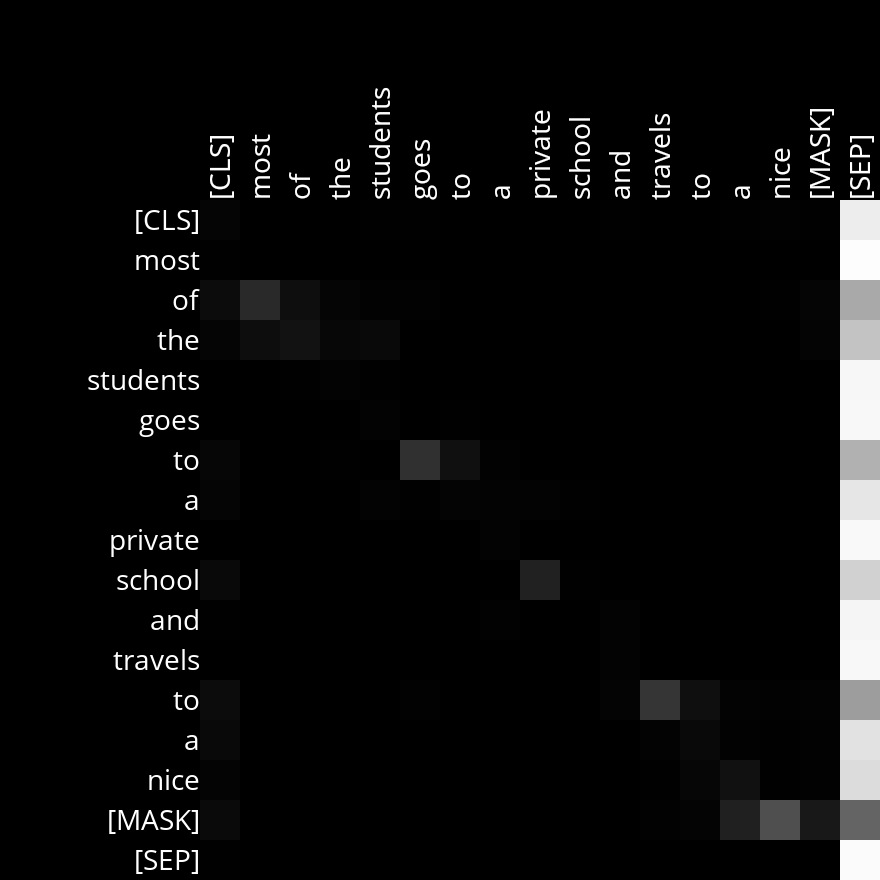 [CLS] most of the students goes to a private school and travels to a nice [MASK] [SEP]
[CLS]
most
of
the
students
goes
to
a
private
school
and
travels
to
a
nice
[MASK]
[SEP]